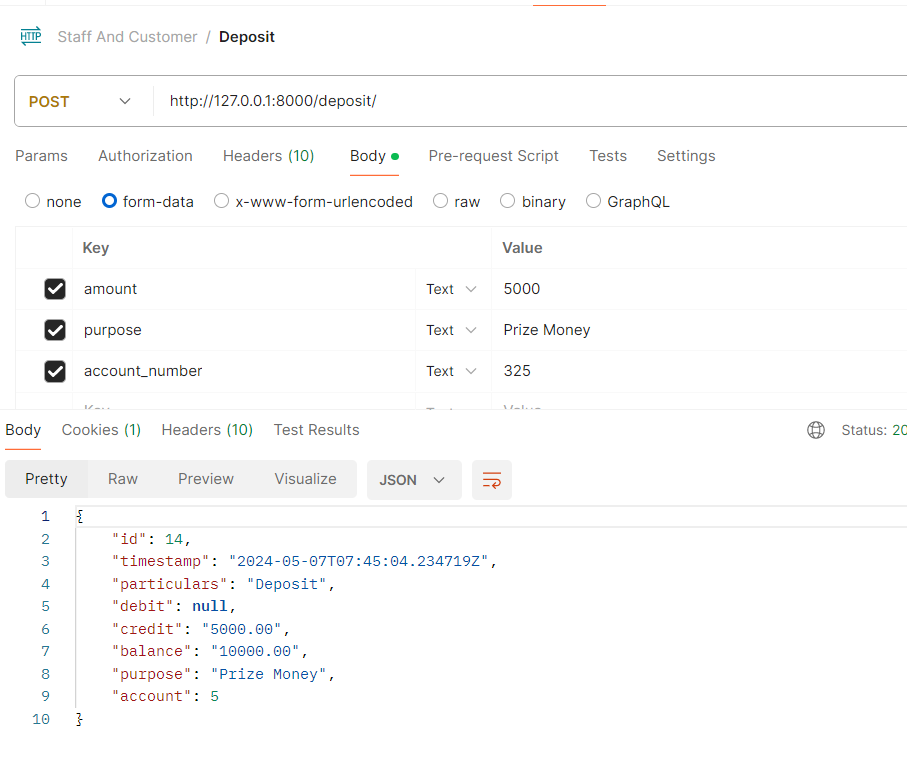 HTTP Staff And Customer / Deposit
POST http://127.0.0.1:8000/deposit/
Params Authorization Headers (10) Body Pre-request Script Tests Settings
none form-data x-www-form-urlencoded raw binary GraphQL
Key Value
amount Text 5000
purpose Text Prize Money
account_number Text 325
Body Cookies (1) Headers (10) Test Results Status: 20
Pretty Raw Preview Visualize JSON
1 {
2 "id": 14,
3 "timestamp": "2024-05-07T07:45:04.234719Z",
4 "particulars": "Deposit",
5 "debit": null,
6 "credit": "5000.00",
7 "balance": "10000.00",
8 "purpose": "Prize Money",
9 "account": 5
10 }